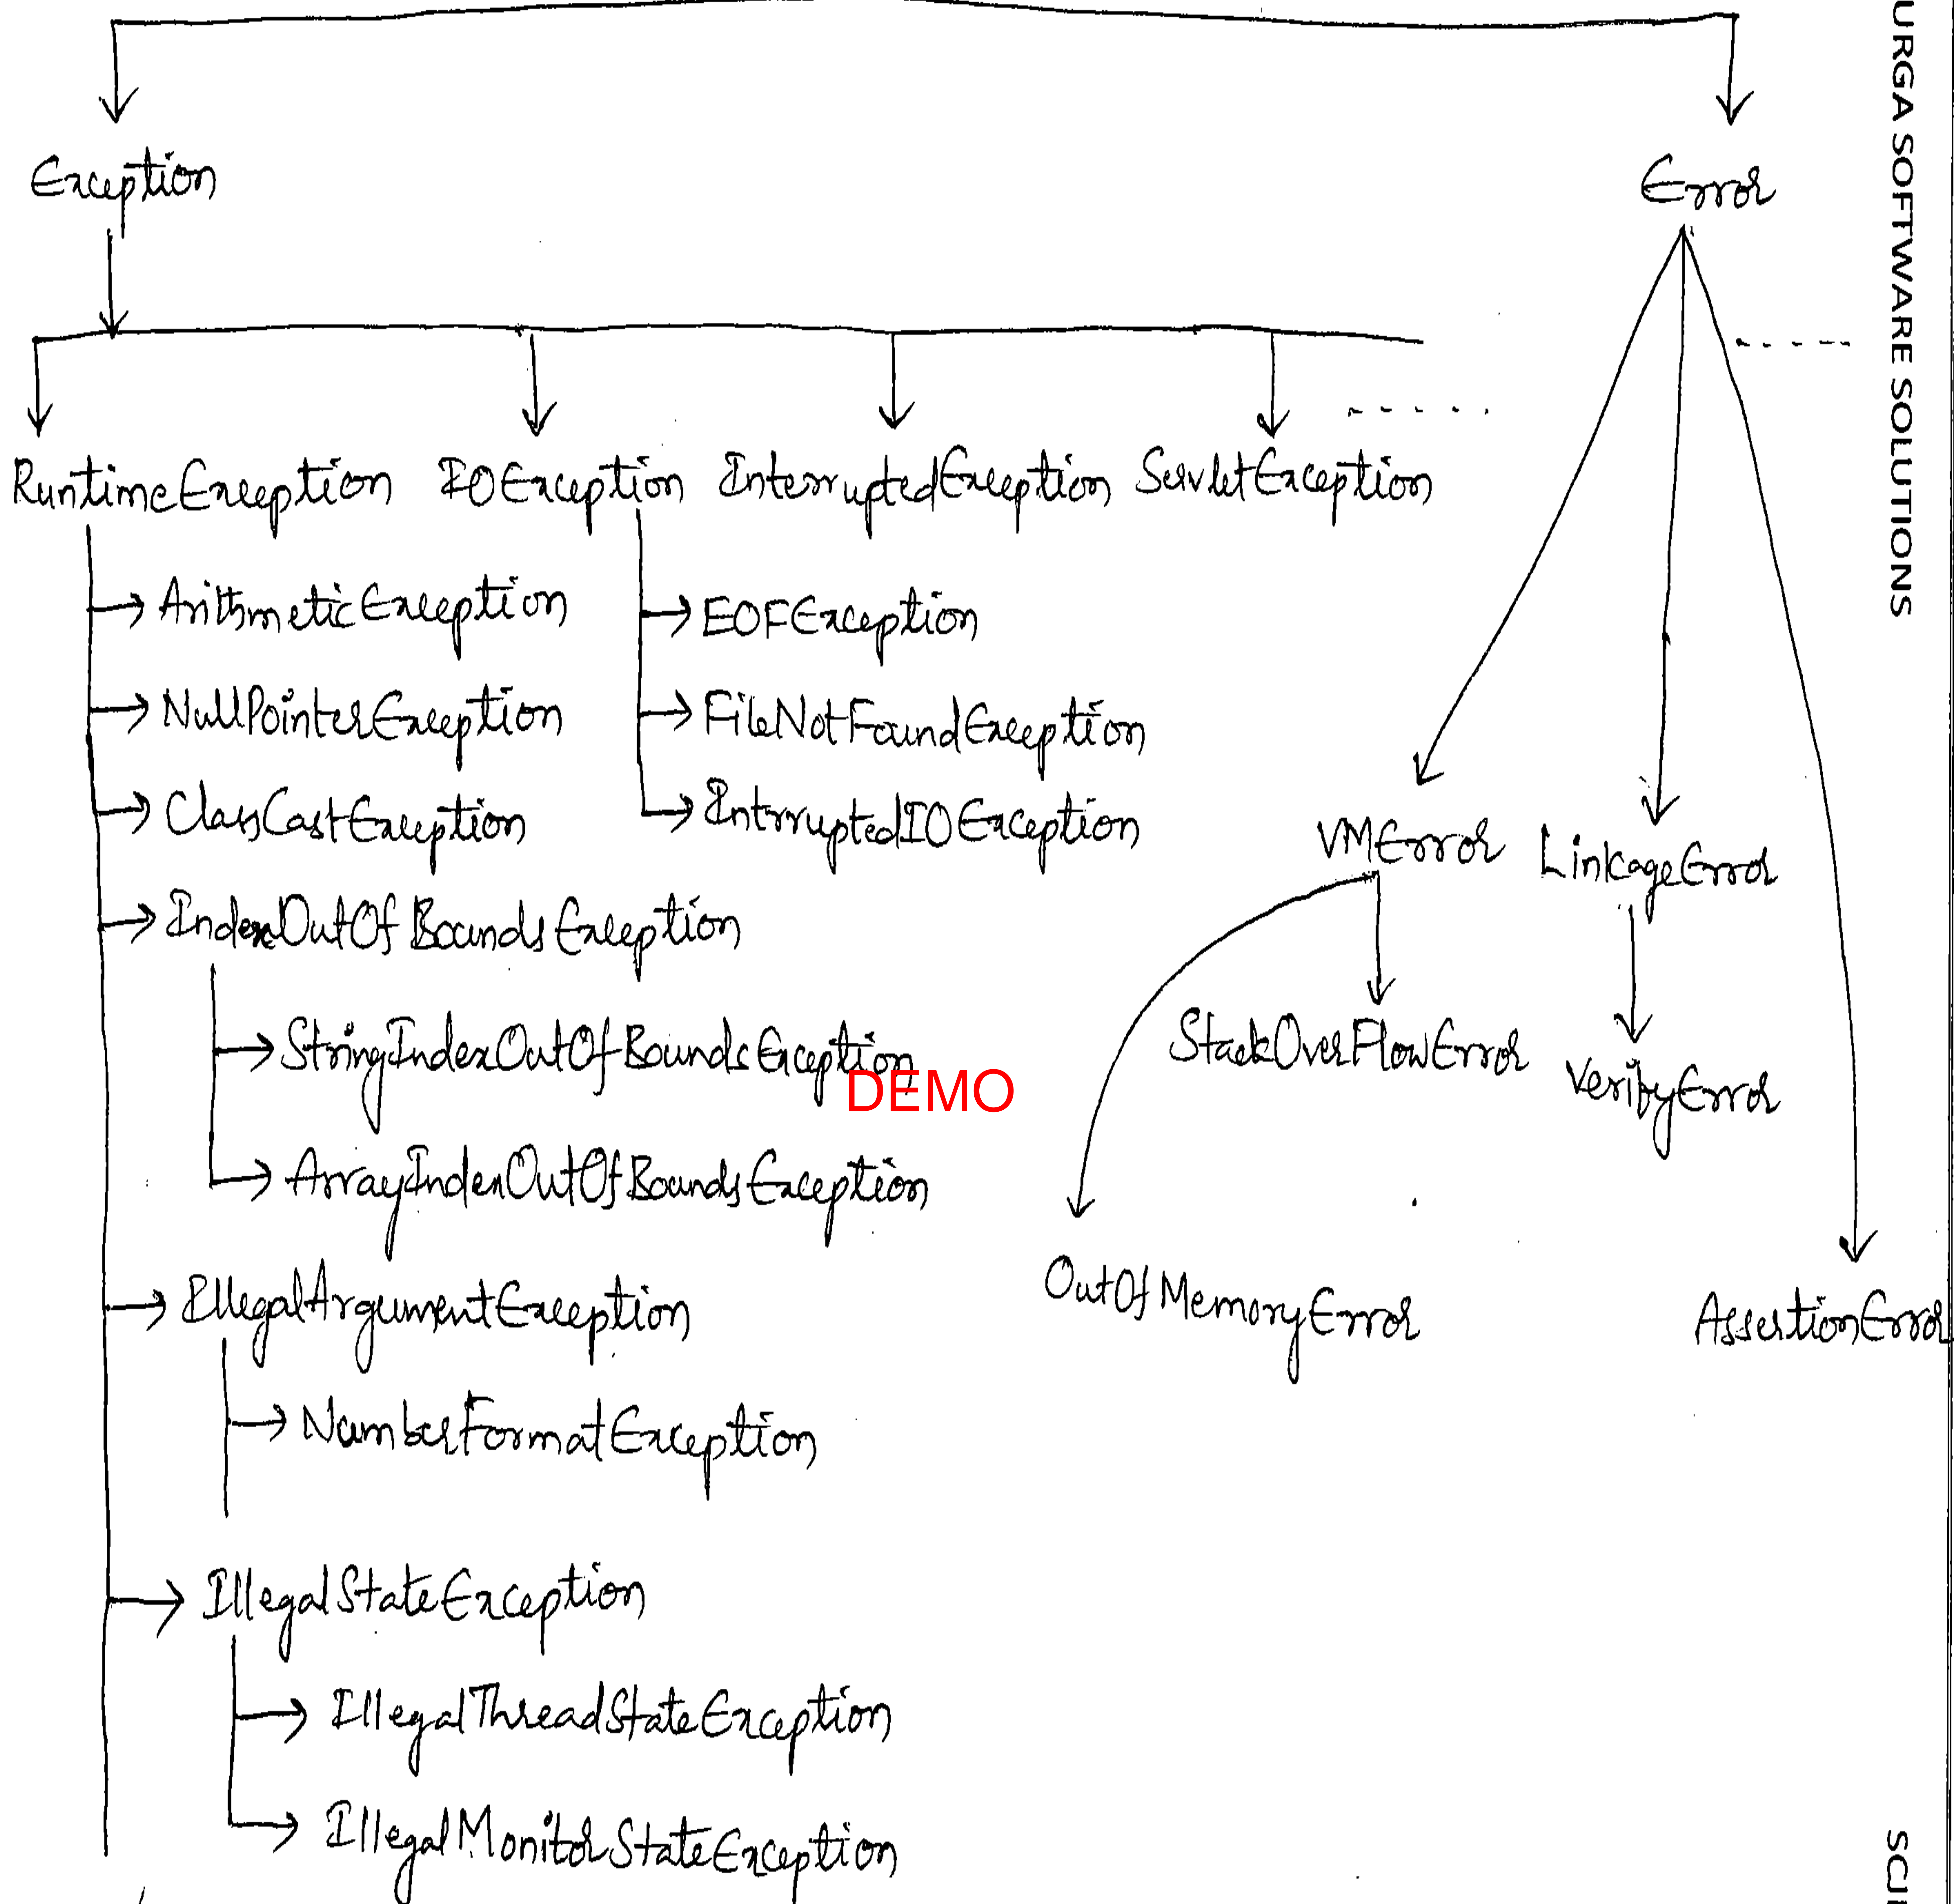 Exception
Error
RuntimeException IOException InterruptedException ServletException
ArithmeticException
EOFException
NullPointerException
FileNotFoundException
ClassCastException
IntrruptedIOException
VMError
LinkageError
IndexOutOfBoundsException
StringIndexOutOfBoundsException
StackOverFlowError
VerifyError
DEMO
ArrayIndexOutOfBoundsException
OutOfMemoryError
IllegalArgumentException
AssertionError
NumberFormatException
IllegalStateException
IllegalThreadStateException
IllegalMonitorStateException
URGA SOFTWARE SOLUTIONS